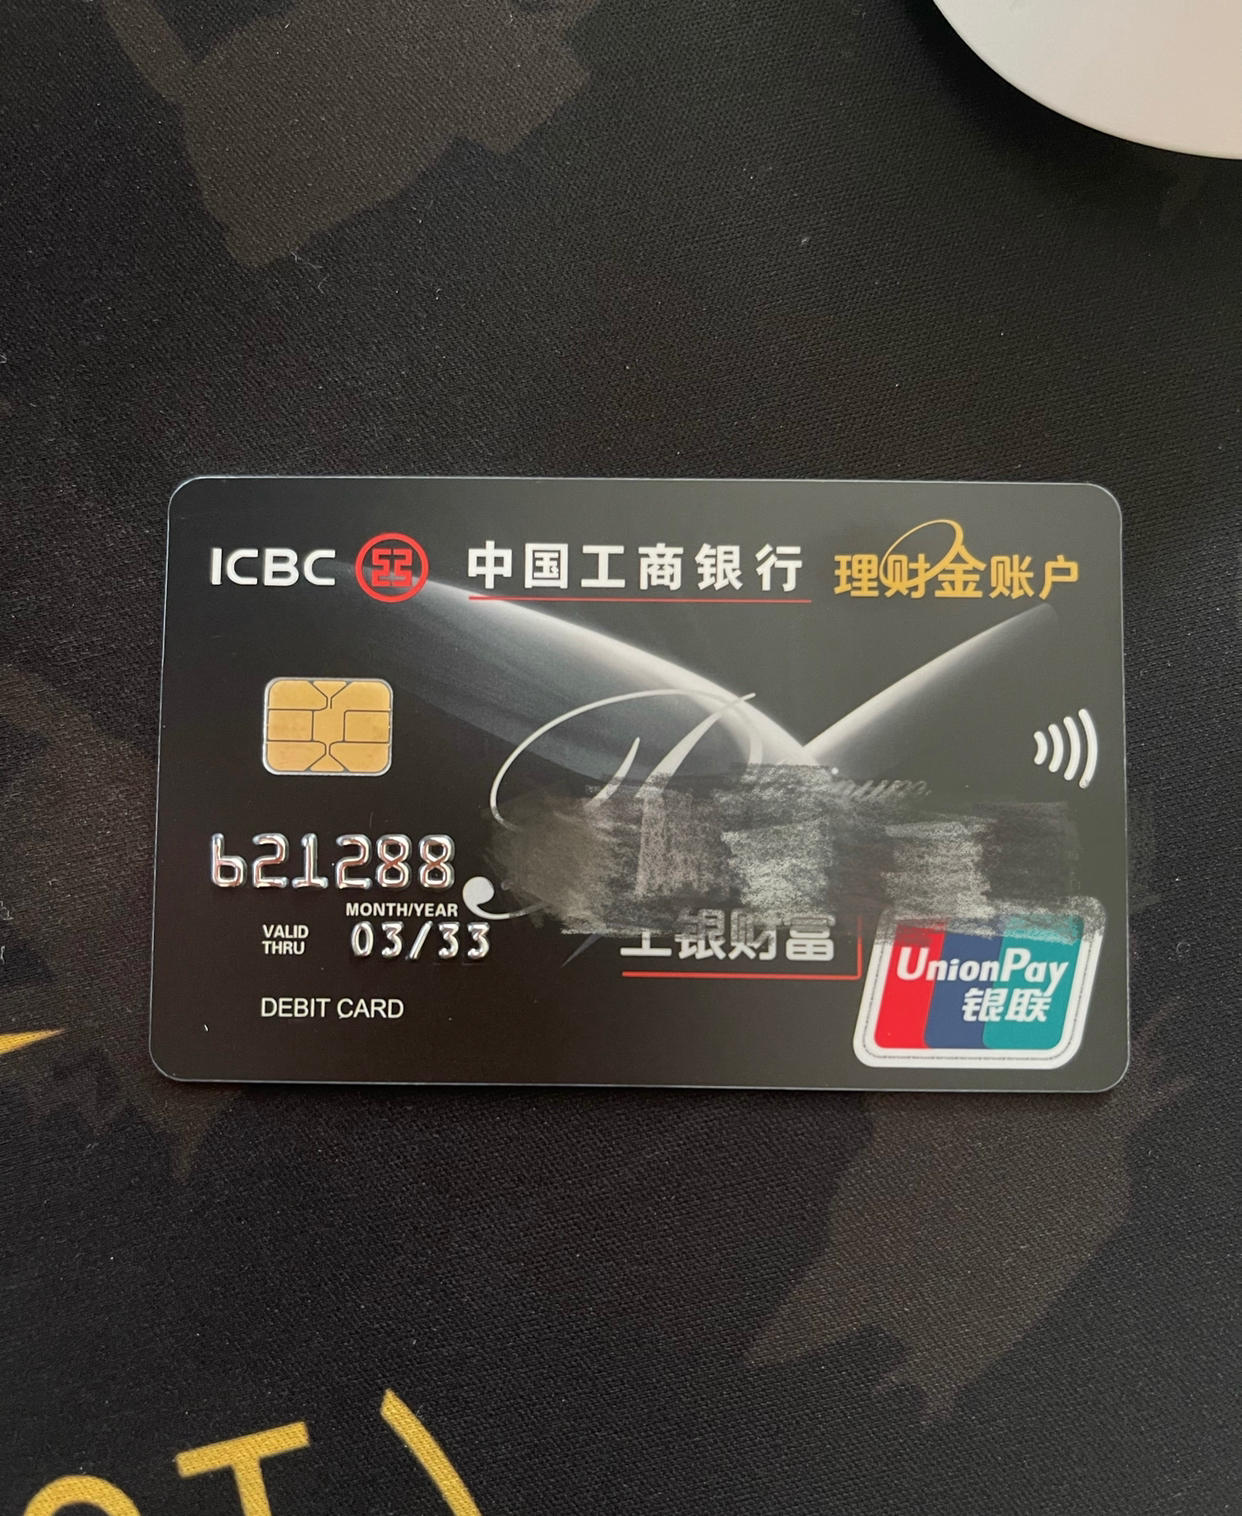 ICBC 中国工商银行 理财金账户
621288
MONTH/YEAR
VALID THRU 03/33
工银财富
DEBIT CARD
UnionPay
银联